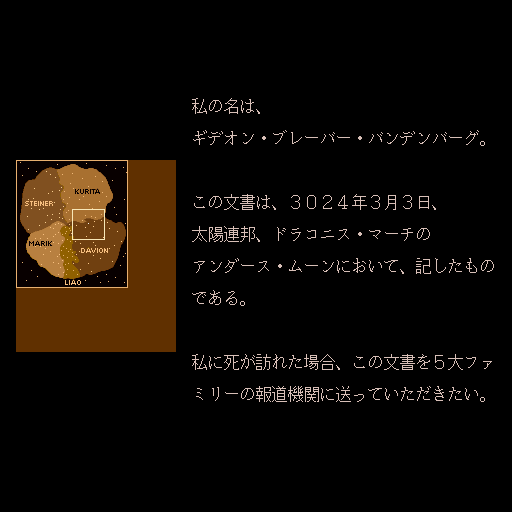 私の名は、
ギデオン・ブレーバー・バンデンバーグ。
この文書は、３０２４年３月３日、
太陽連邦、ドラコニス・マーチの
アンダース・ムーンにおいて、記したもの
である。
私に死が訪れた場合、この文書を５大ファ
ミリーの報道機関に送っていただきたい。
KURITA
STEINER
MARIK
DAVION
LIAO